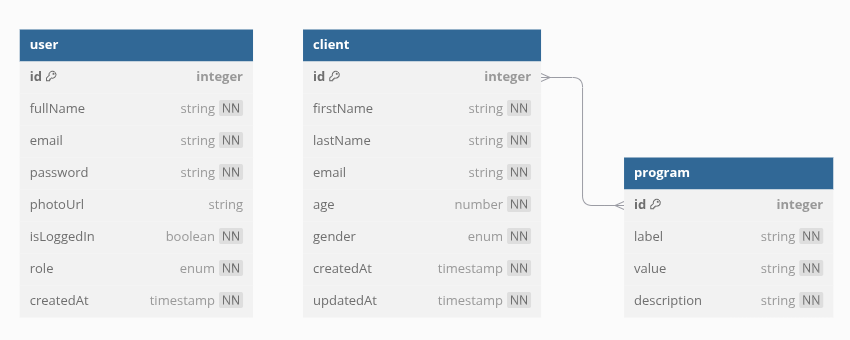 user
id integer
fullName string NN
email string NN
password string NN
photoUrl string
isLoggedIn boolean NN
role enum NN
createdAt timestamp NN
client
id integer
firstName string NN
lastName string NN
email string NN
age number NN
gender enum NN
createdAt timestamp NN
updatedAt timestamp NN
program
id integer
label string NN
value string NN
description string NN